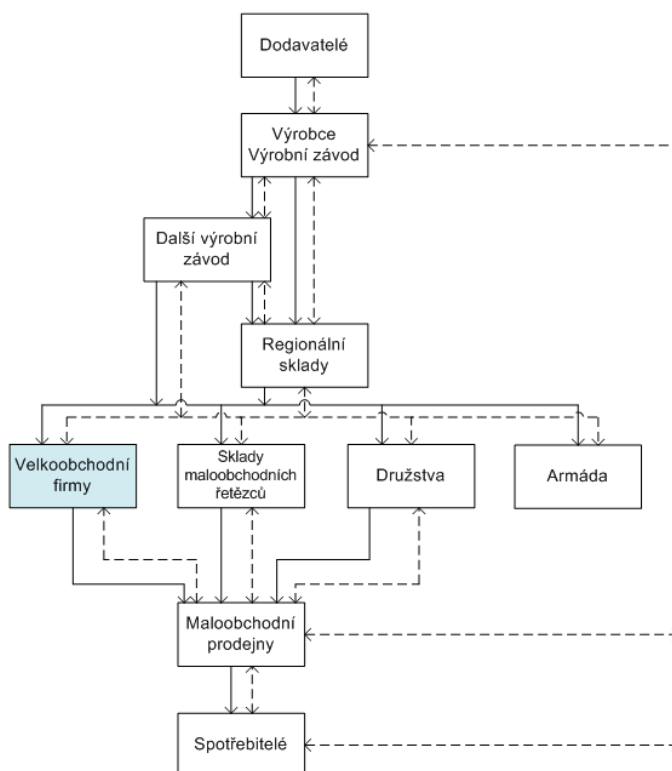 Dodavatelé
Výrobce
Výrobní závod
Další výrobní
závod
Regionální
sklady
Velkoobchodní
firmy
Sklady
maloobchodních
řetězců
Družstva
Armáda
Maloobchodní
prodejny
Spotřebitelé